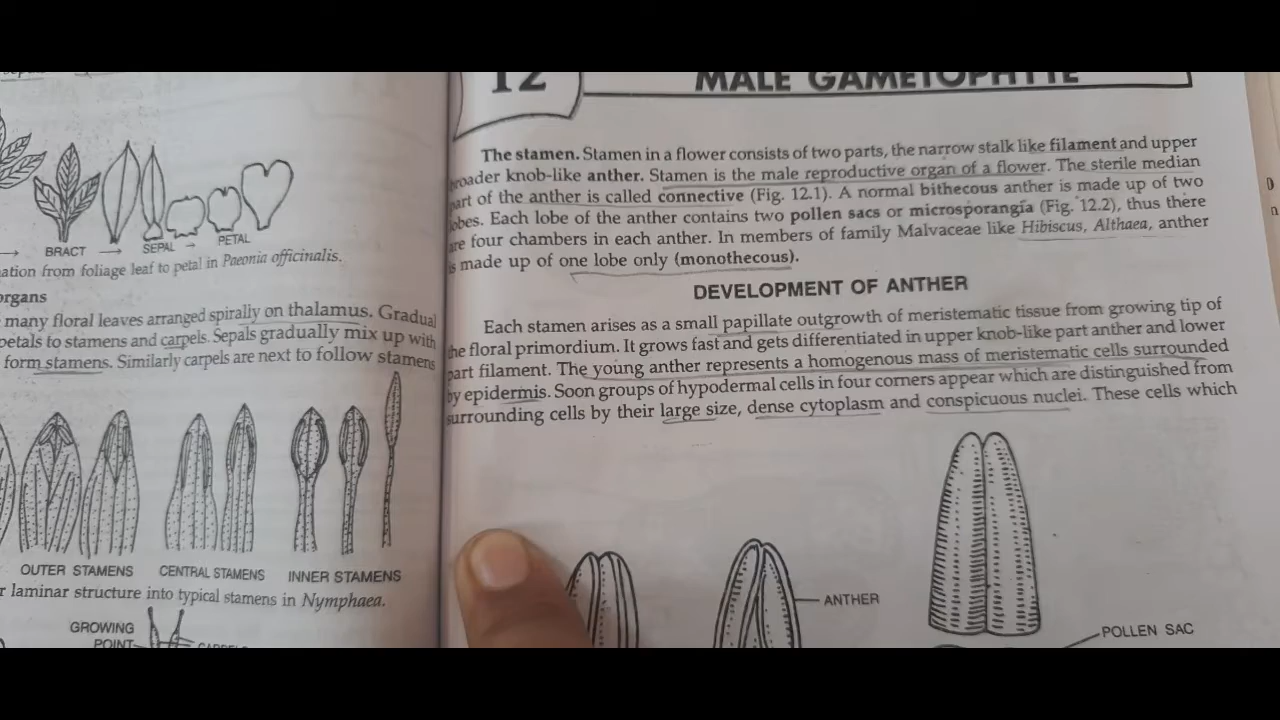 BRACT
SEPAL
PETAL
ation from foliage leaf to petal in Paeonia officinalis.
organs
many floral leaves arranged spirally on thalamus. Gradual
petals to stamens and carpels. Sepals gradually mix up with
form stamens. Similarly carpels are next to follow stamens
OUTER STAMENS CENTRAL STAMENS INNER STAMENS
r laminar structure into typical stamens in Nymphaea.
GROWING
POINT
12
MALE GAMETOPHYTE
The stamen. Stamen in a flower consists of two parts, the narrow stalk like filament and upper
broader knob-like anther. Stamen is the male reproductive organ of a flower. The sterile median
part of the anther is called connective (Fig. 12.1). A normal bithecous anther is made up of two
lobes. Each lobe of the anther contains two pollen sacs or microsporangia (Fig. 12.2), thus there
are four chambers in each anther. In members of family Malvaceae like Hibiscus, Althaea, anther
is made up of one lobe only (monothecous).
DEVELOPMENT OF ANTHER
Each stamen arises as a small papillate outgrowth of meristematic tissue from growing tip of
the floral primordium. It grows fast and gets differentiated in upper knob-like part anther and lower
part filament. The young anther represents a homogenous mass of meristematic cells surrounded
by epidermis. Soon groups of hypodermal cells in four corners appear which are distinguished from
surrounding cells by their large size, dense cytoplasm and conspicuous nuclei. These cells which
ANTHER
POLLEN SAC